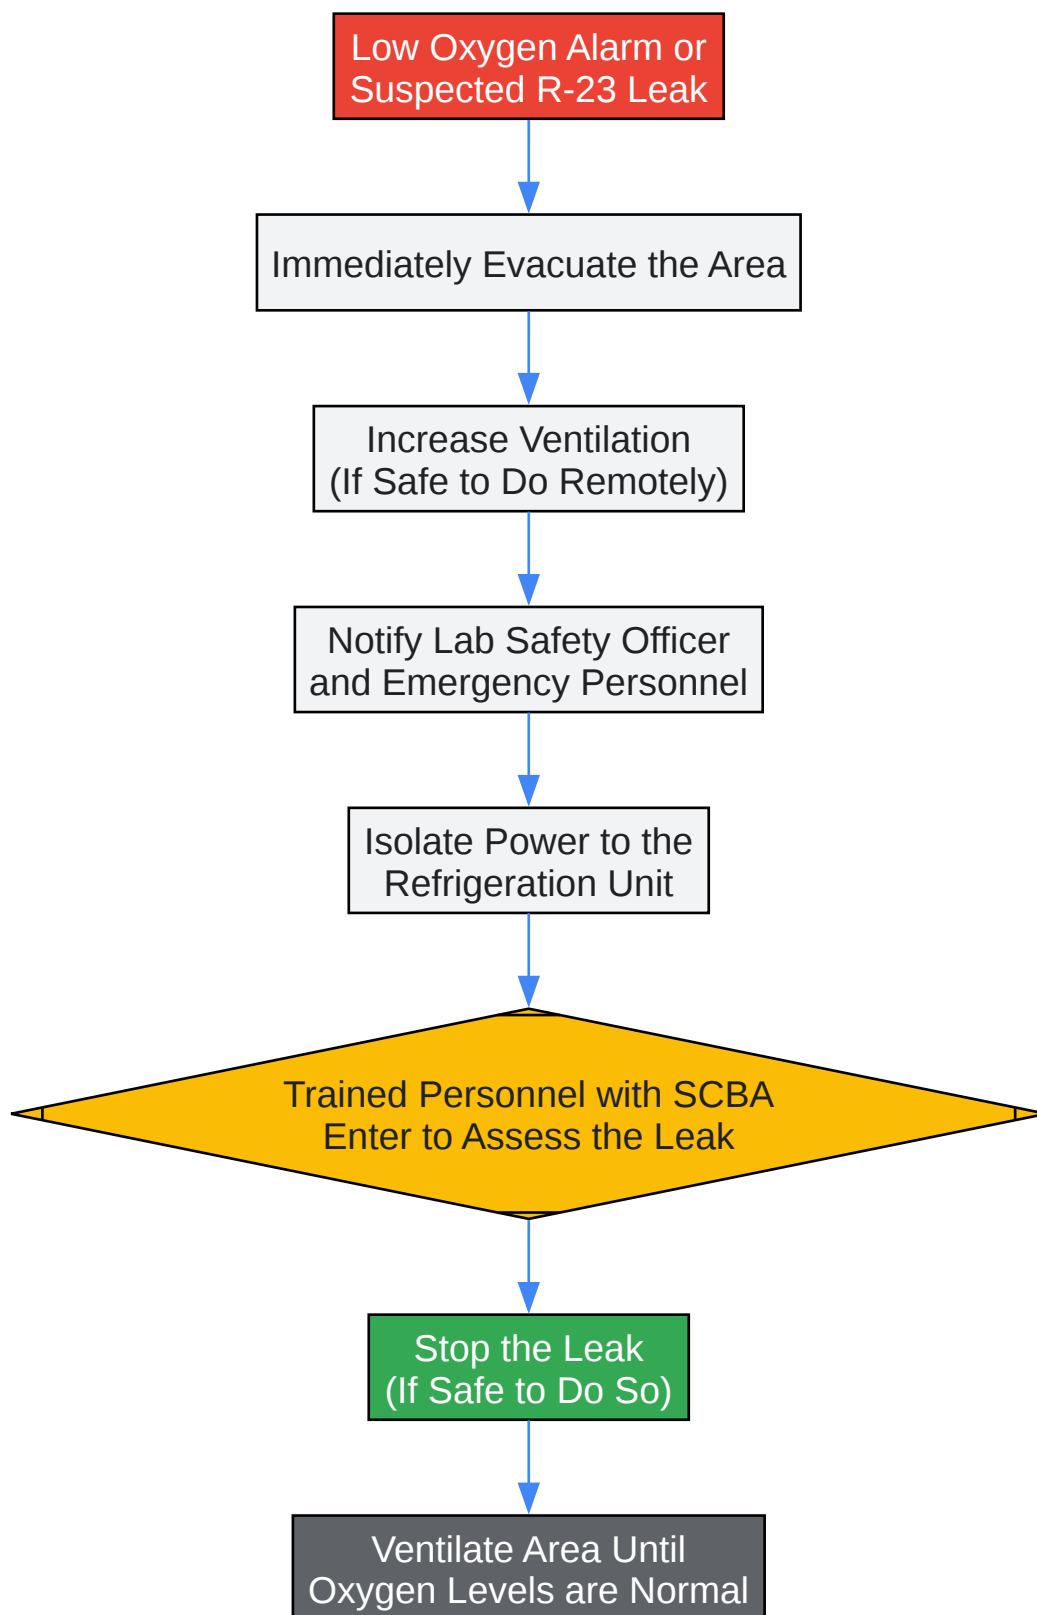 Low Oxygen Alarm or
Suspected R-23 Leak
Immediately Evacuate the Area
Increase Ventilation
(If Safe to Do Remotely)
Notify Lab Safety Officer
and Emergency Personnel
Isolate Power to the
Refrigeration Unit
Trained Personnel with SCBA
Enter to Assess the Leak
Stop the Leak
(If Safe to Do So)
Ventilate Area Until
Oxygen Levels are Normal